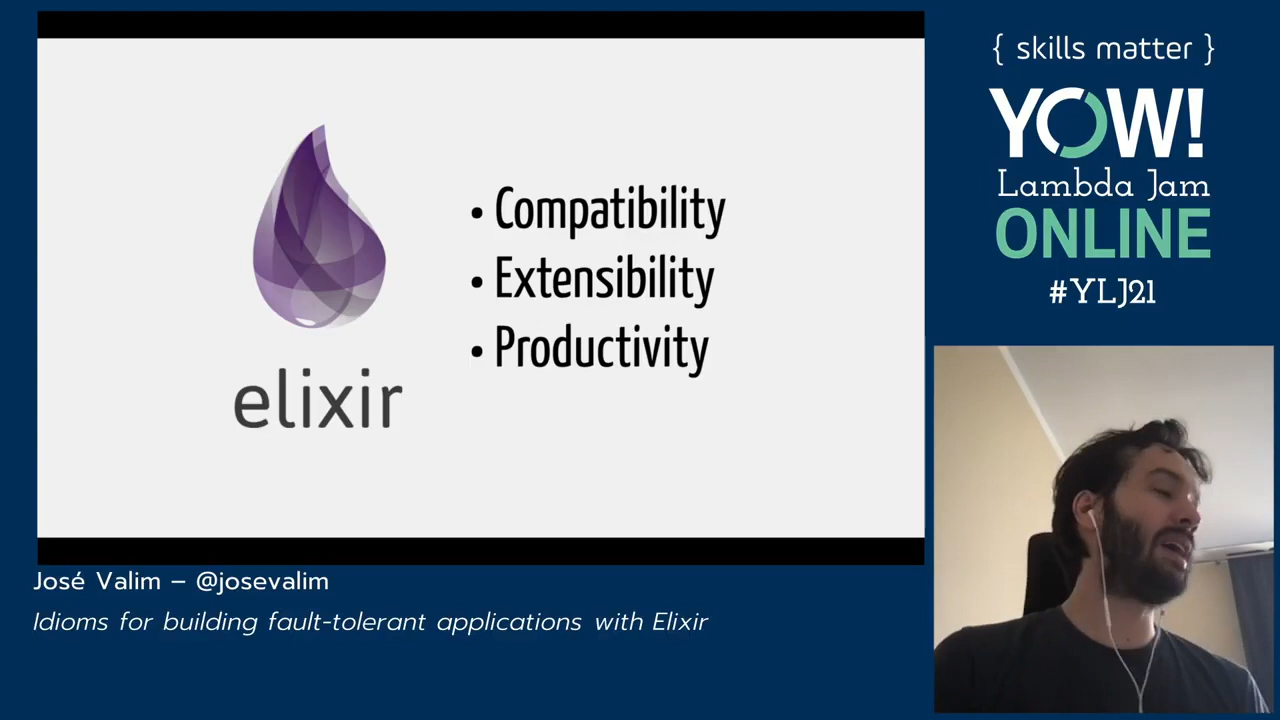 elixir
• Compatibility
• Extensibility
• Productivity
{ skills matter }
YOW!
Lambda Jam
ONLINE
#YLJ21
José Valim – @josevalim
Idioms for building fault-tolerant applications with Elixir